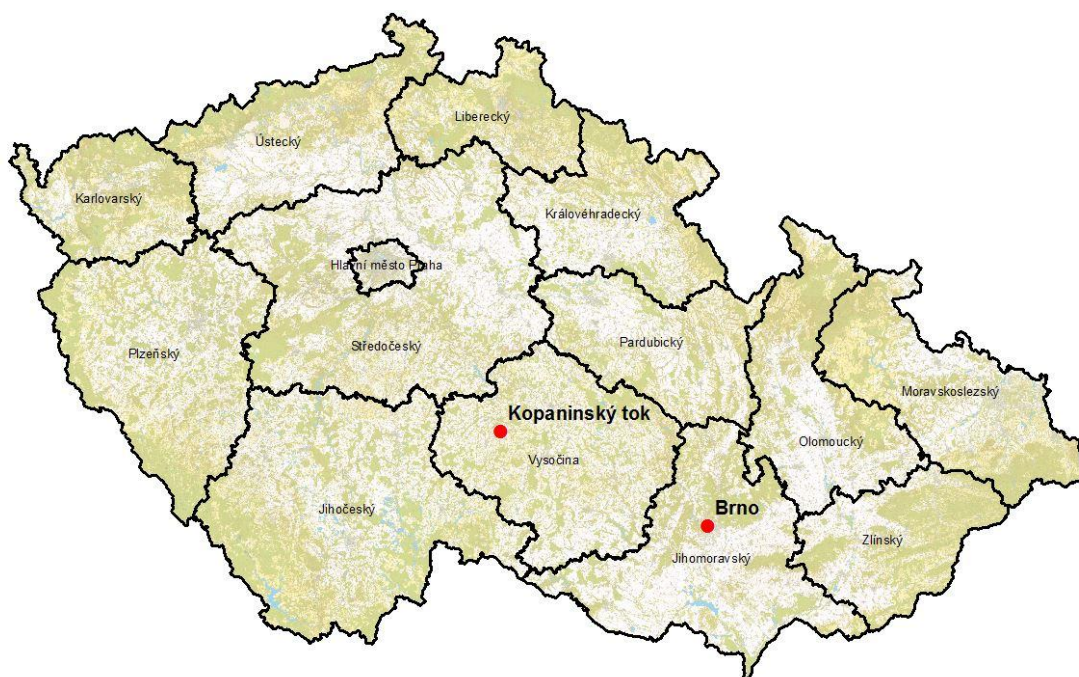 Liberecký
Ústecký
Karlovarský
Královéhradecký
Hlavní město Praha
Plzeňský
Středočeský
Pardubický
Moravskoslezský
Kopaninský tok
Olomoucký
Vysočina
Jihočeský
Brno
Zlínský
Jihomoravský